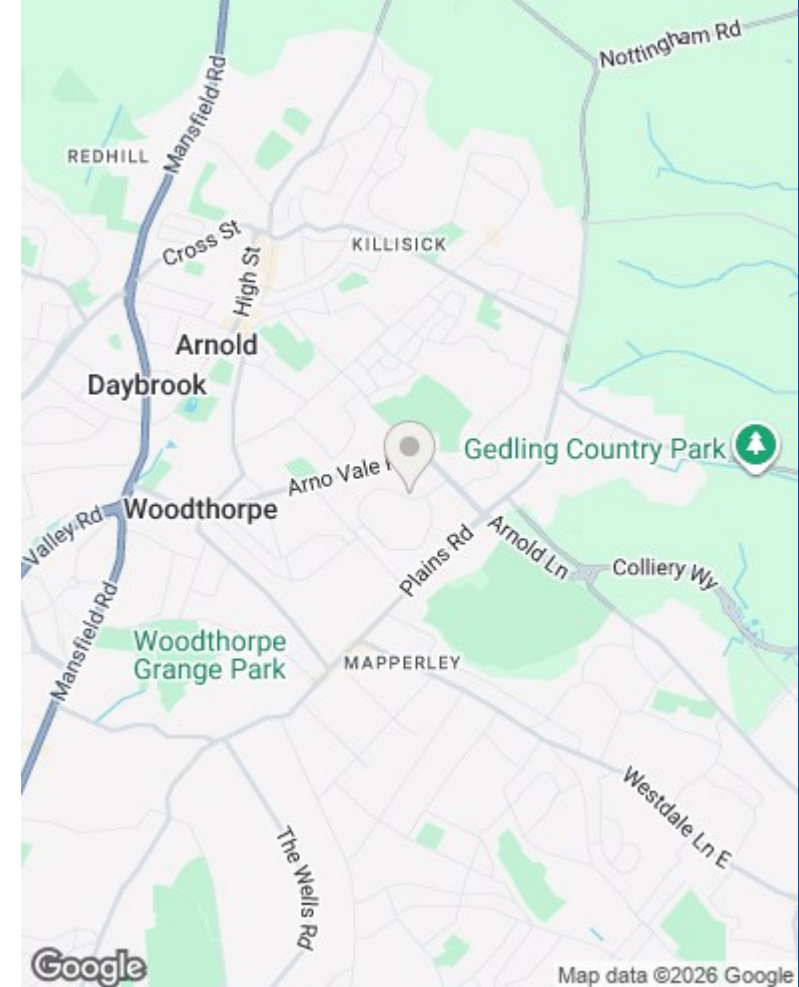 Nottingham Rd
Mansfield Rd
REDHILL
Cross St
KILLISICK
High St
Arnold
Daybrook
Gedling Country Park
Arno Vale
Woodthorpe
Valley Rd
Plains Rd
Arnold Ln
Colliery Wy
Mansfield Rd
Woodthorpe
Grange Park
MAPPERLEY
Westdale Ln E
The Wells Rd
Google
Map data ©2026 Google